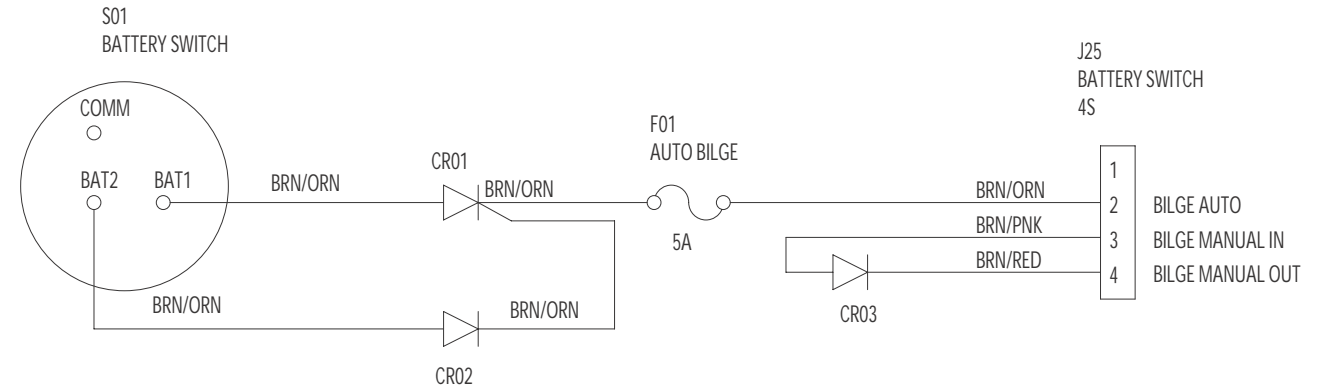 S01
BATTERY SWITCH
COMM
BAT2
BAT1
BRN/ORN
CR01
BRN/ORN
F01
AUTO BILGE
5A
BRN/ORN
CR02
BRN/ORN
J25
BATTERY SWITCH
4S
1
BRN/ORN
2
BILGE AUTO
BRN/PNK
3
BILGE MANUAL IN
BRN/RED
4
BILGE MANUAL OUT
CR03